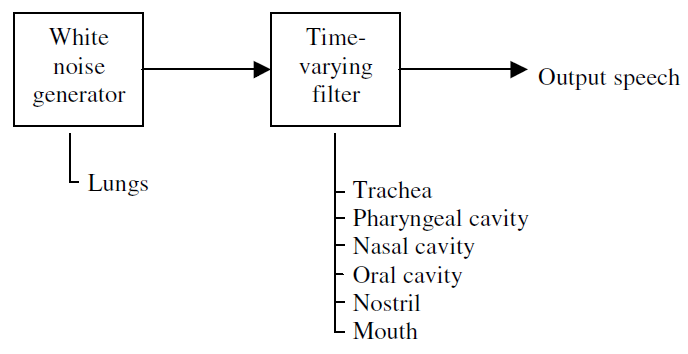 White
noise
generator
Time-
varying
filter
Output speech
Lungs
Trachea
Pharyngeal cavity
Nasal cavity
Oral cavity
Nostril
Mouth